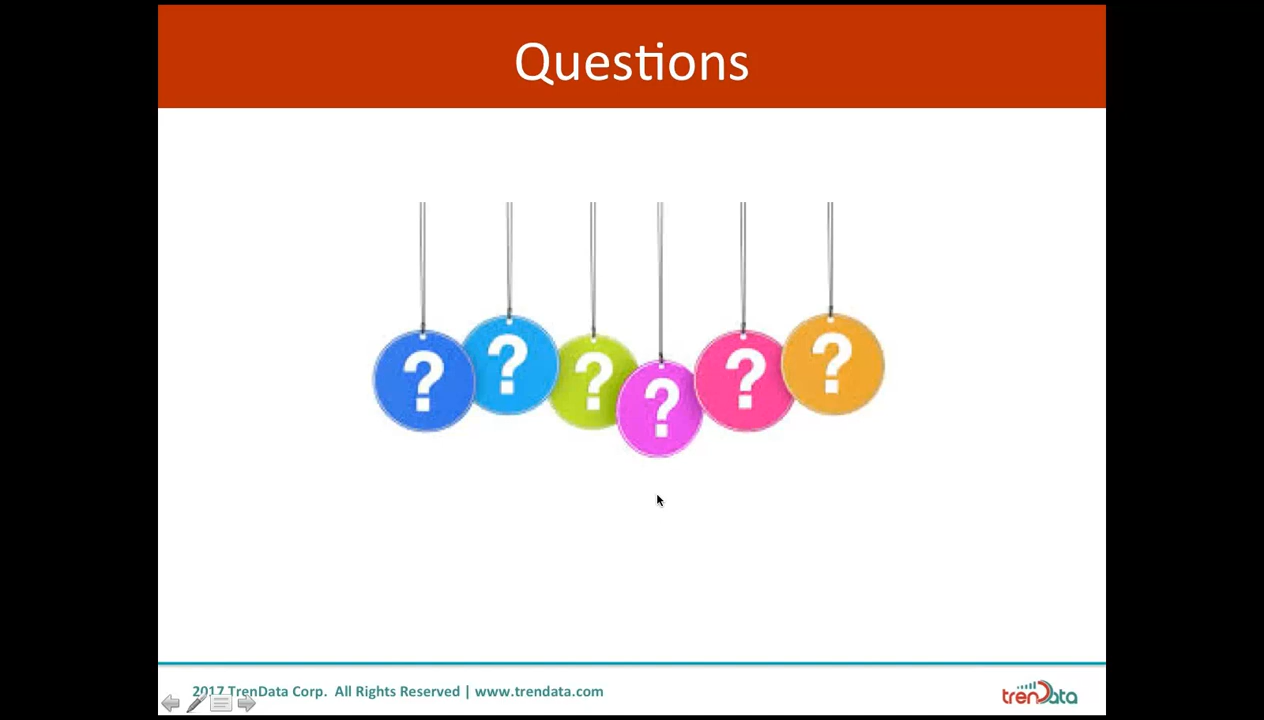 Questions
? ? ? ? ? ?
2017 TrenData Corp. All Rights Reserved | www.trendata.com
trenData